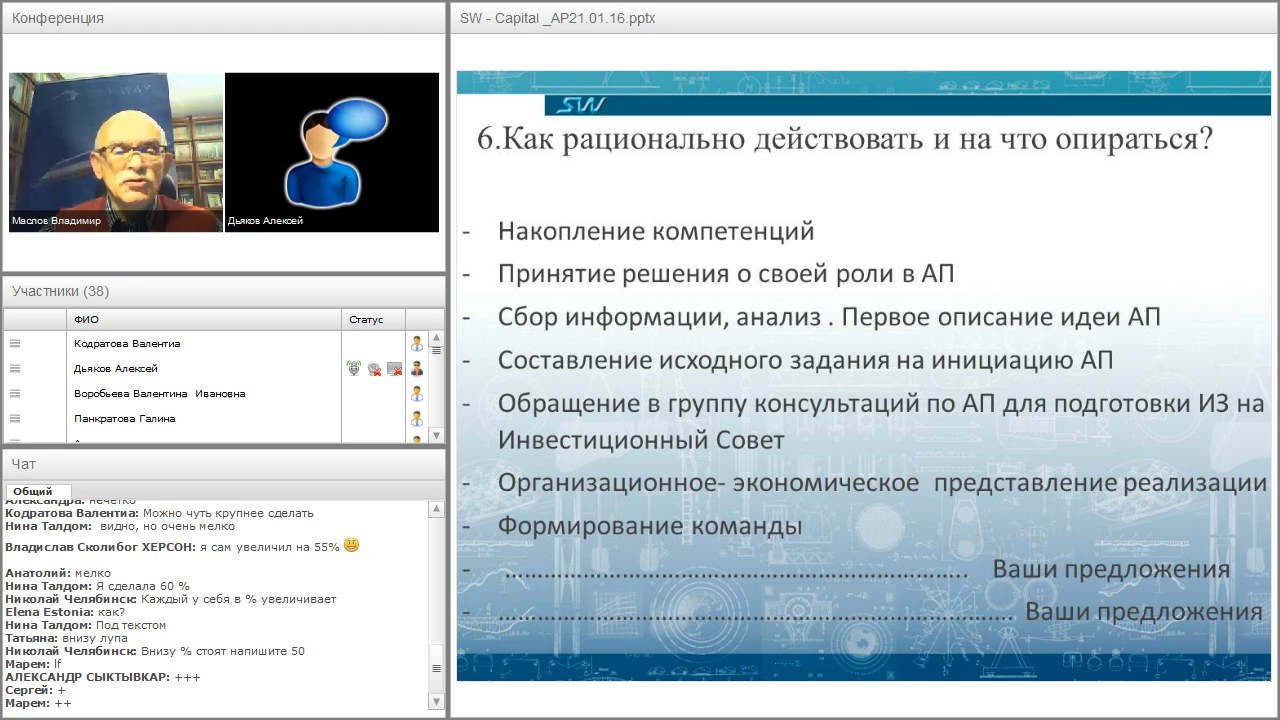 Конференция
Маслов Владимир
Дьяков Алексей
Участники (38)
ФИО
Статус
Кодратова Валентиа
Дьяков Алексей
Воробьева Валентина Ивановна
Панкратова Галина
Чат
Общий
Александра: нечетко
Кодратова Валентиа: Можно чуть крупнее сделать
Нина Талдом: видно, но очень мелко
Владислав Сколибог ХЕРСОН: я сам увеличил на 55%
Анатолий: мелко
Нина Талдом: Я сделала 60 %
Николай Челябинск: Каждый у себя в % увеличивает
Elena Estonia: как?
Нина Талдом: Под текстом
Татьяна: внизу лупа
Николай Челябинск: Внизу % стоят напишите 50
Марем: lf
АЛЕКСАНДР СЫКТЫВКАР: +++
Сергей: +
Марем: ++
SW - Capital _AP21.01.16.pptx
SW
6.Как рационально действовать и на что опираться?
- Накопление компетенций
- Принятие решения о своей роли в АП
- Сбор информации, анализ . Первое описание идеи АП
- Составление исходного задания на инициацию АП
- Обращение в группу консультаций по АП для подготовки ИЗ на
Инвестиционный Совет
- Организационное- экономическое представление реализации
- Формирование команды
- ................................................................. Ваши предложения
- ........................................................................ Ваши предложения